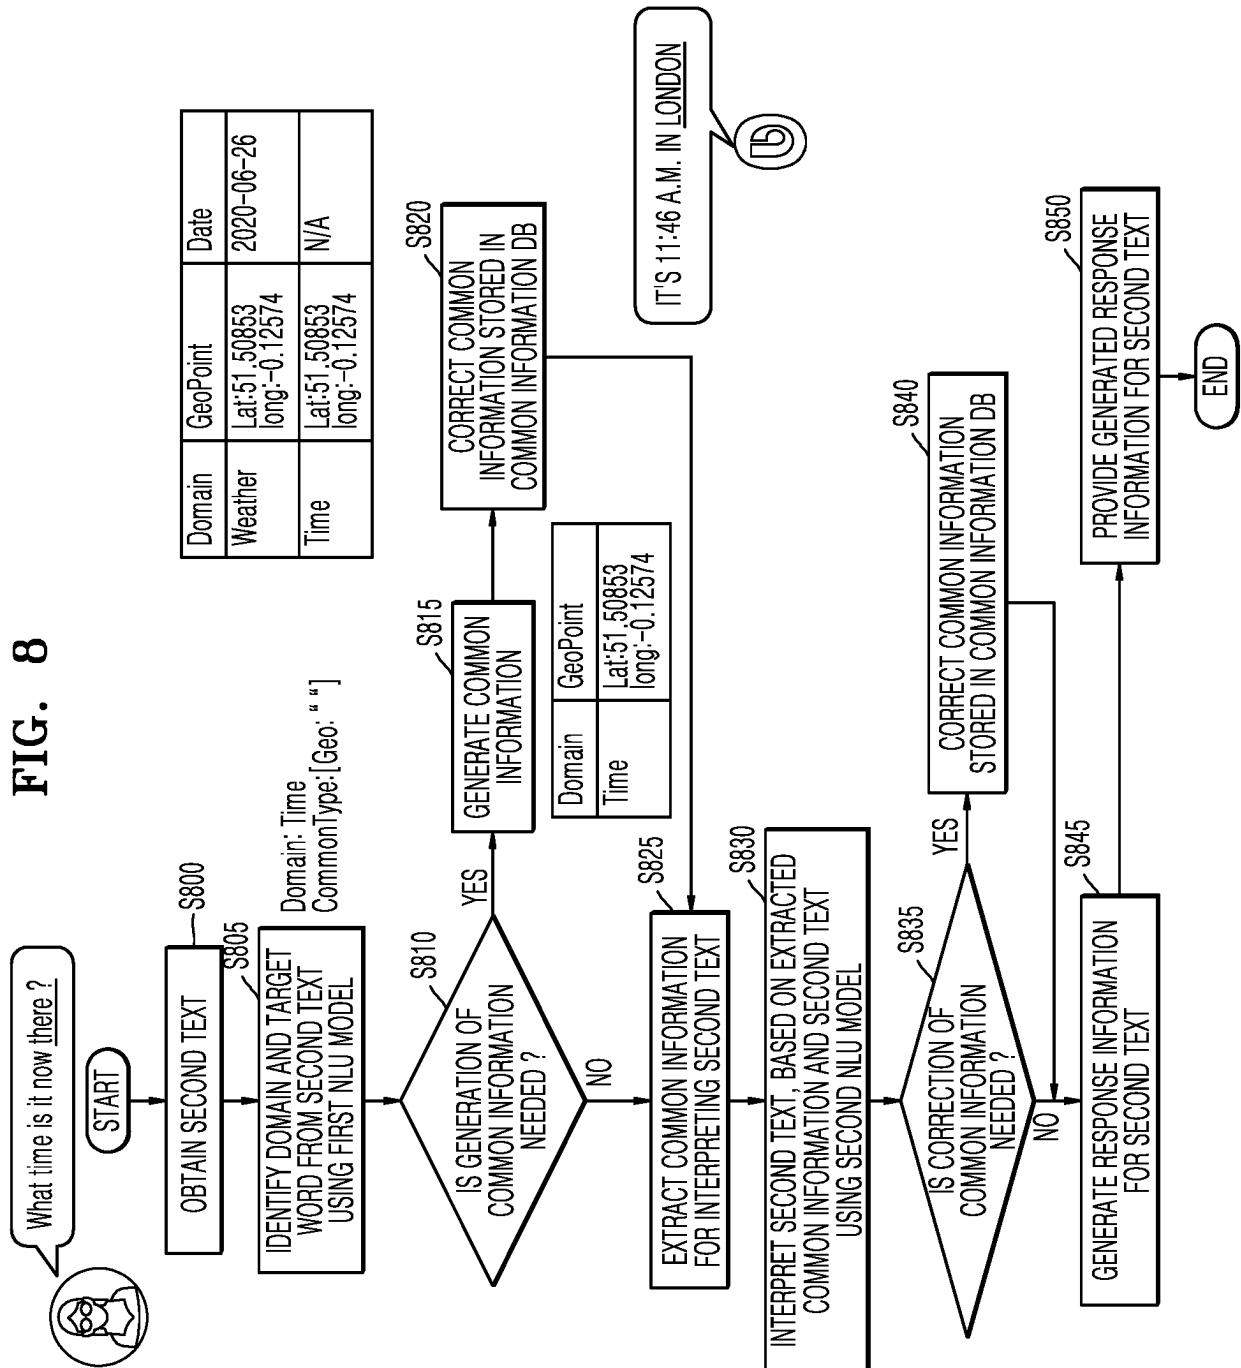 FIG. 8
What time is it now there ?
START
OBTAIN SECOND TEXT
S800
IDENTIFY DOMAIN AND TARGET
WORD FROM SECOND TEXT
USING FIRST NLU MODEL
S805
Domain: Time
CommonType:[Geo: “ “]
IS GENERATION OF
COMMON INFORMATION
NEEDED ?
S810
YES
NO
GENERATE COMMON
INFORMATION
S815
Domain GeoPoint
Time Lat:51.50853
long:-0.12574
Domain GeoPoint Date
Weather Lat:51.50853 2020-06-26
long:-0.12574
Time Lat:51.50853 N/A
long:-0.12574
CORRECT COMMON
INFORMATION STORED IN
COMMON INFORMATION DB
S820
EXTRACT COMMON INFORMATION
FOR INTERPRETING SECOND TEXT
S825
INTERPRET SECOND TEXT, BASED ON EXTRACTED
COMMON INFORMATION AND SECOND TEXT
USING SECOND NLU MODEL
S830
IS CORRECTION OF
COMMON INFORMATION
NEEDED ?
S835
YES
NO
CORRECT COMMON INFORMATION
STORED IN COMMON INFORMATION DB
S840
GENERATE RESPONSE INFORMATION
FOR SECOND TEXT
S845
PROVIDE GENERATED RESPONSE
INFORMATION FOR SECOND TEXT
S850
END
IT'S 11:46 A.M. IN LONDON